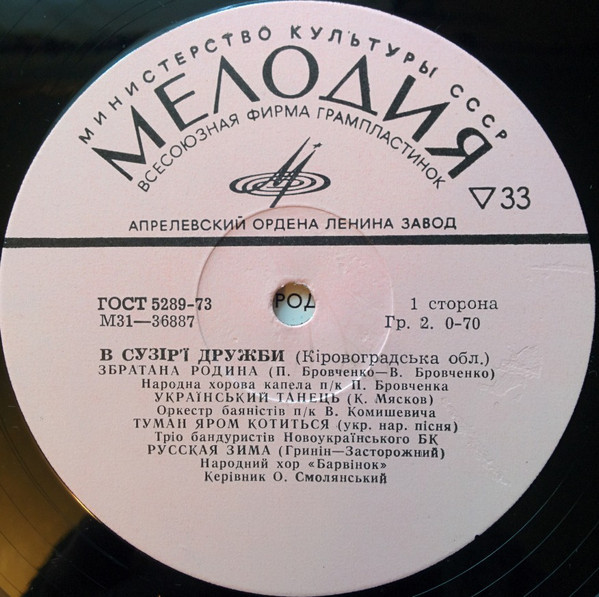 МИНИСТЕРСТВО КУЛЬТУРЫ СССР
МЕЛОДИЯ
ВСЕСОЮЗНАЯ ФИРМА ГРАМПЛАСТИНОК
▽33
АПРЕЛЕВСКИЙ ОРДЕНА ЛЕНИНА ЗАВОД
ГОСТ 5289-73
РОД
1 сторона
М31—36887
Гр. 2. 0-70
В СУЗІР'Ї ДРУЖБИ (Кіровоградська обл.)
ЗБРАТАНА РОДИНА (П. Бровченко—В. Бровченко)
Народна хорова капела п/к П. Бровченка
УКРАЇНСЬКИЙ ТАНЕЦЬ (К. Мясков)
Оркестр баяністів п/к В. Комишевича
ТУМАН ЯРОМ КОТИТЬСЯ (укр. нар. пісня)
Тріо бандуристів Новоукраїнського БК
РУССКАЯ ЗИМА (Гринін—Засторожний)
Народний хор «Барвінок»
Керівник О. Смолянський